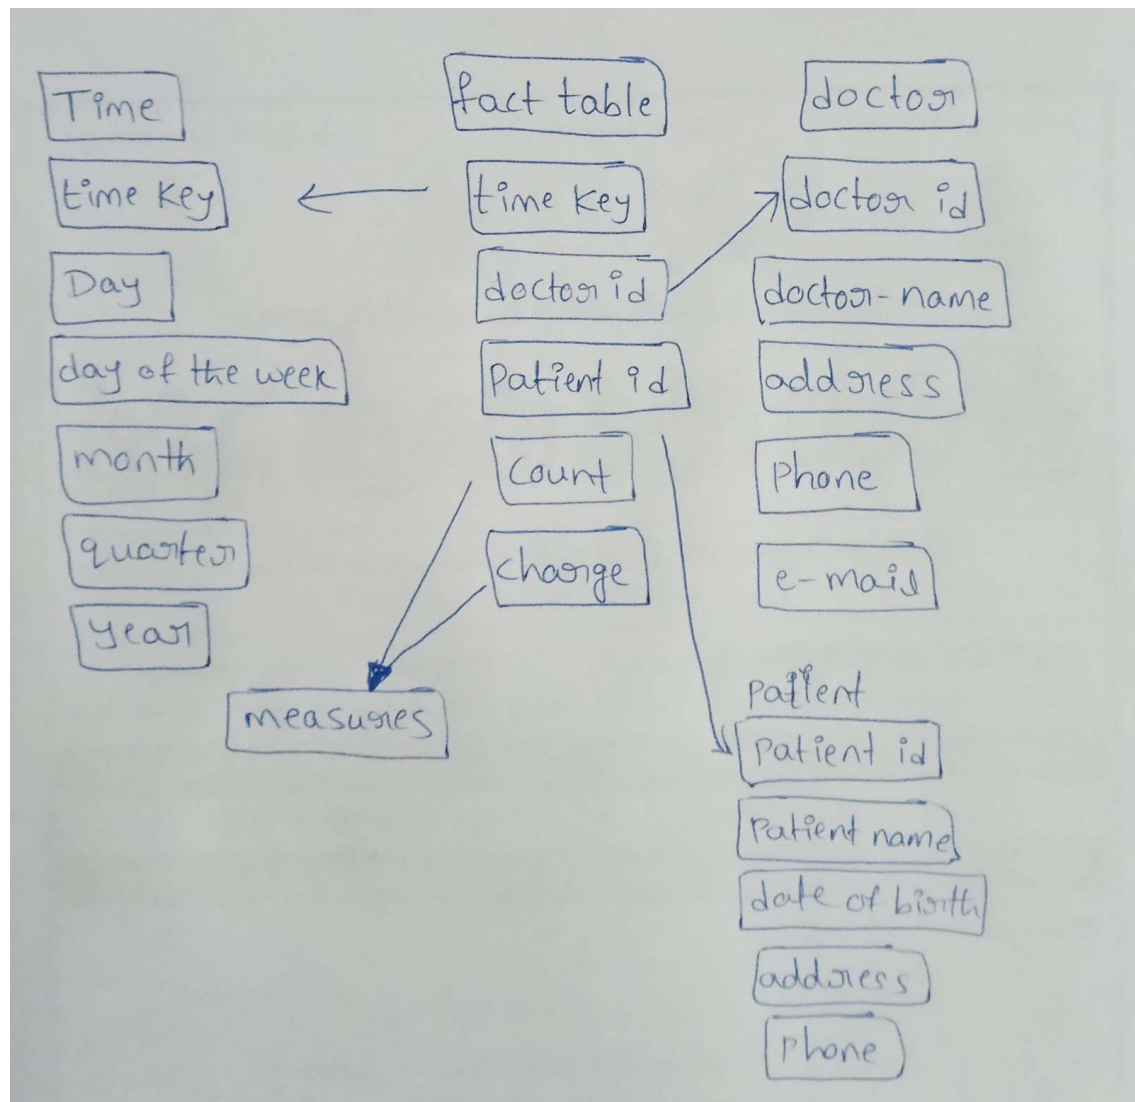 Time
time key
Day
day of the week
month
quarter
year
fact table
time key
doctor id
Patient id
Count
charge
measures
doctor
doctor id
doctor-name
address
Phone
e-mail
patient
Patient id
Patient name
date of birth
address
Phone